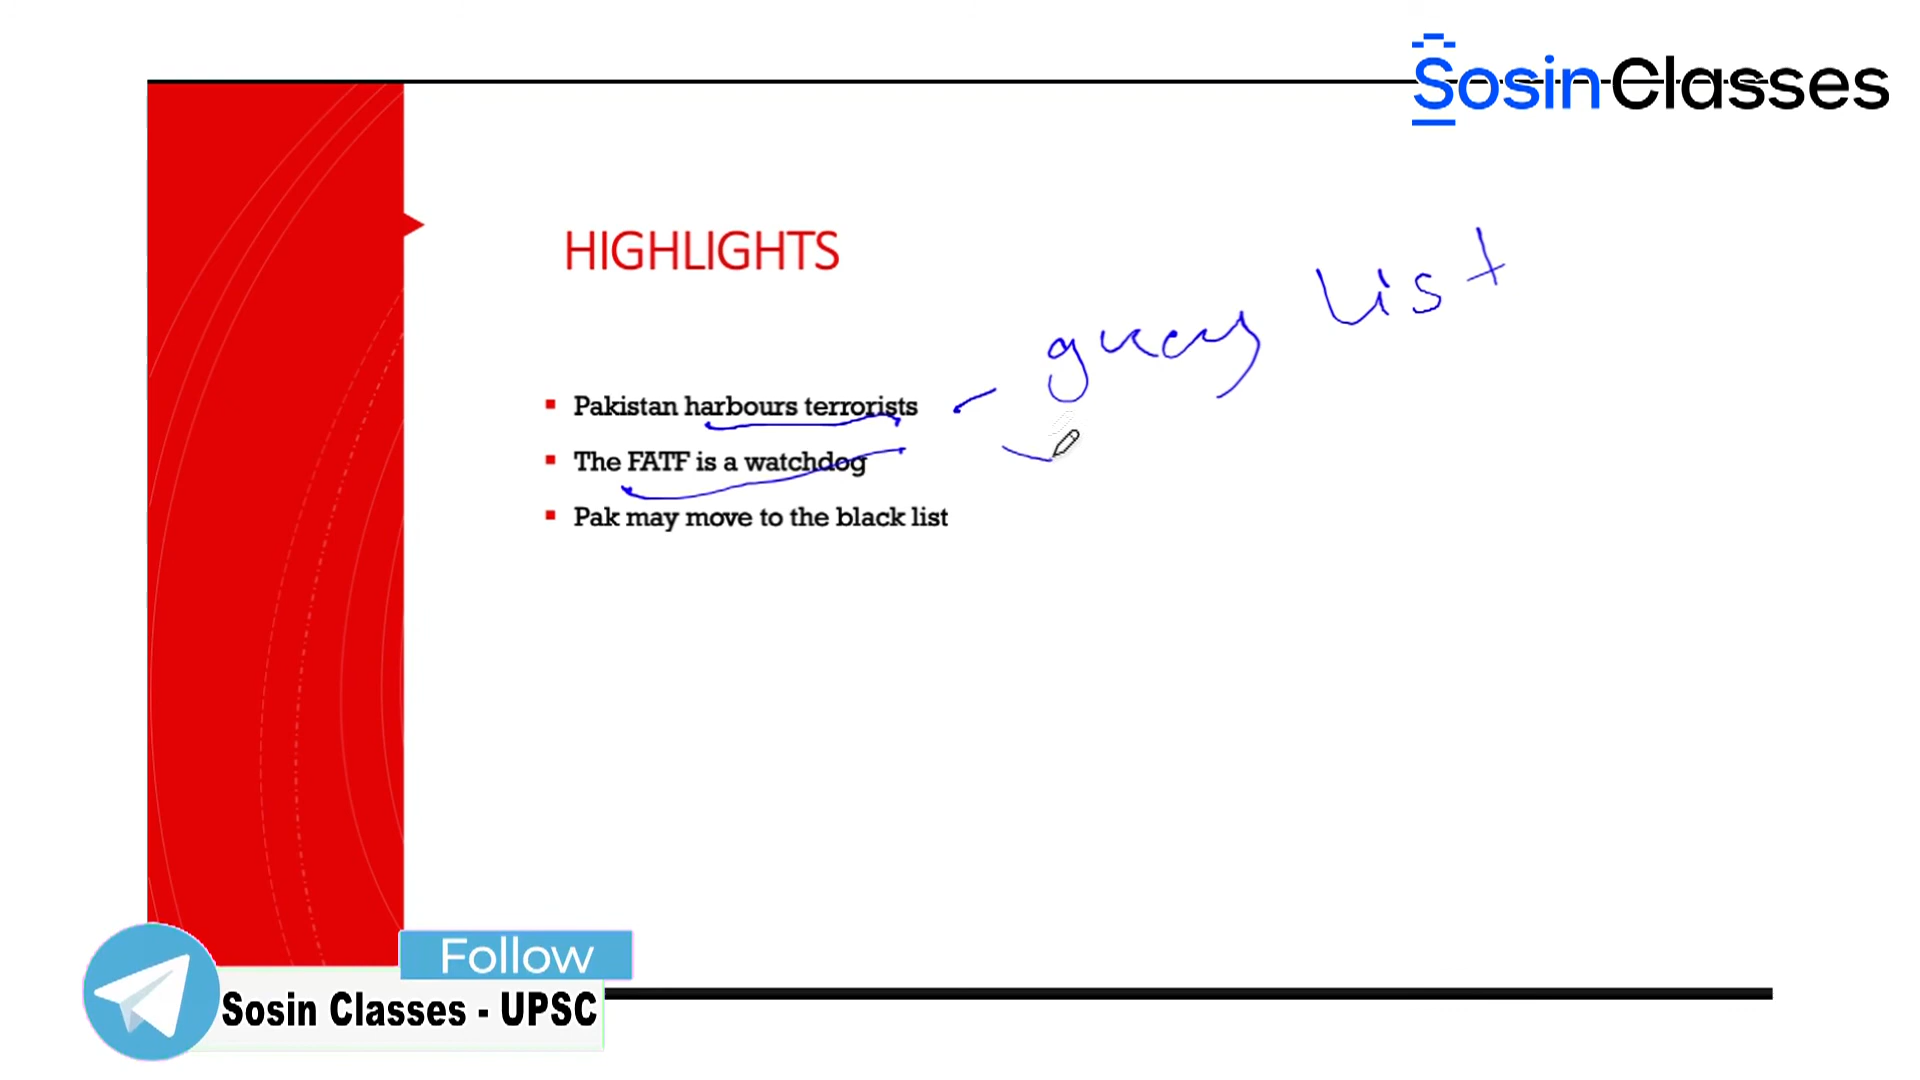 SosinClasses
HIGHLIGHTS
grey list
Pakistan harbours terrorists
The FATF is a watchdog
Pak may move to the black list
Follow
Sosin Classes - UPSC